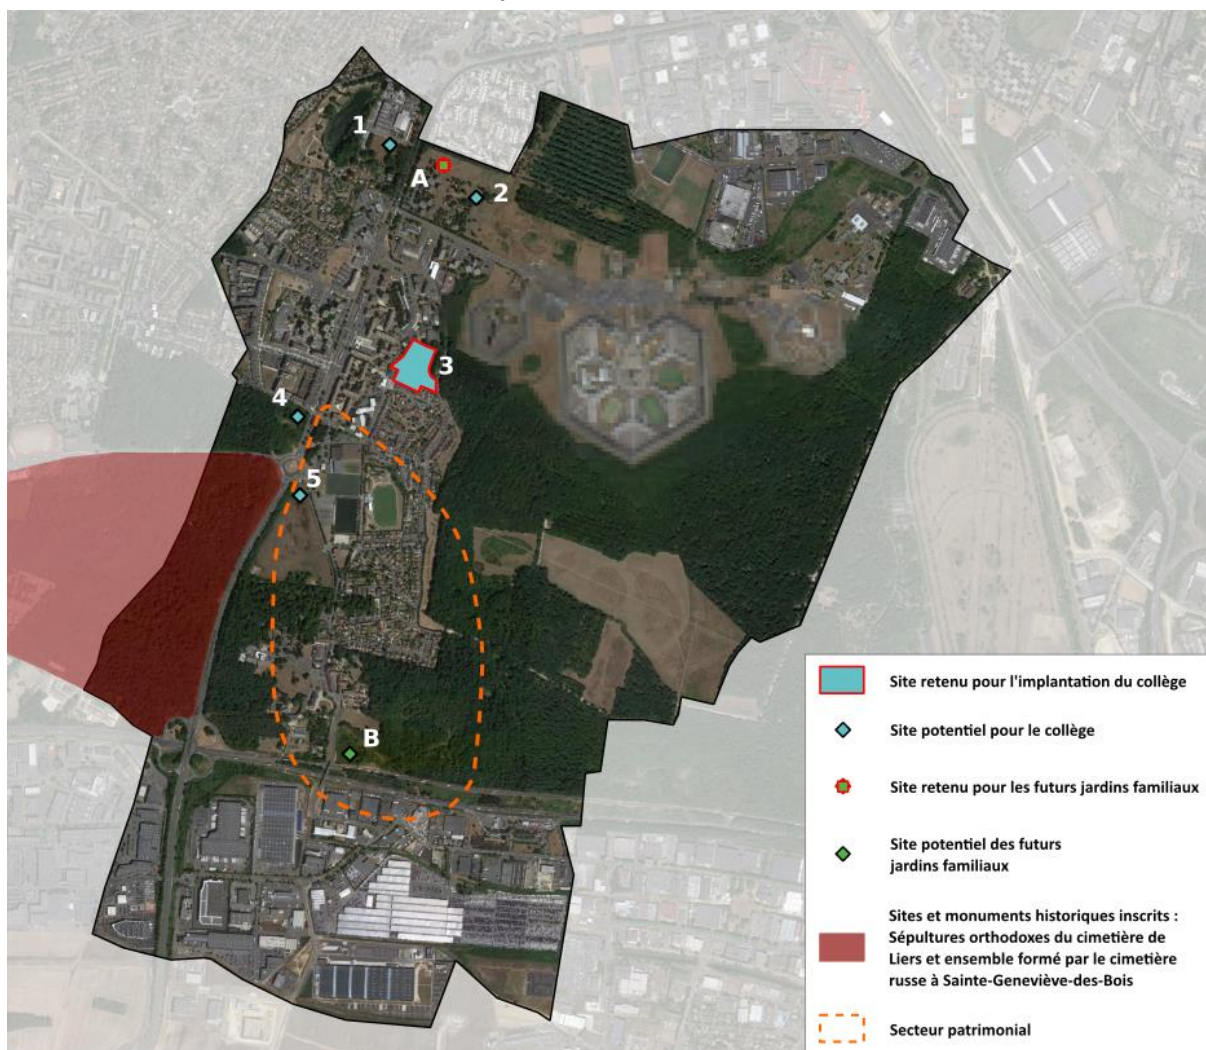 1
A
2
3
4
5
B
Site retenu pour l'implantation du collège
Site potentiel pour le collège
Site retenu pour les futurs jardins familiaux
Site potentiel des futurs
jardins familiaux
Sites et monuments historiques inscrits :
Sépultures orthodoxes du cimetière de
Liers et ensemble formé par le cimetière
russe à Sainte-Geneviève-des-Bois
Secteur patrimonial